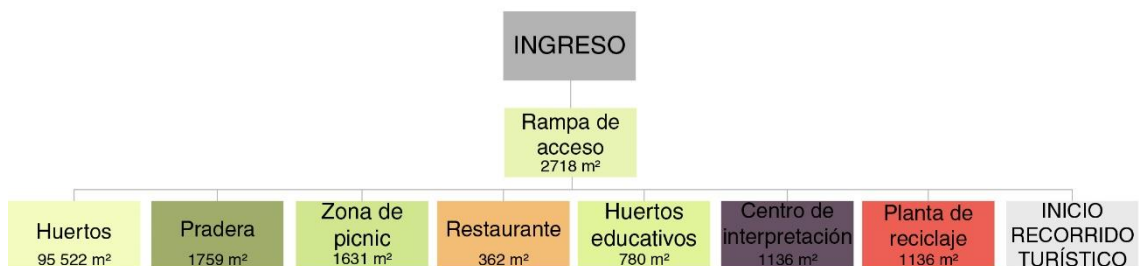 INGRESO
Rampa de
acceso
2718 m²
Huertos
95 522 m²
Pradera
1759 m²
Zona de
picnic
1631 m²
Restaurante
362 m²
Huertos
educativos
780 m²
Centro de
interpretación
1136 m²
Planta de
reciclaje
1136 m²
INICIO
RECORRIDO
TURÍSTICO